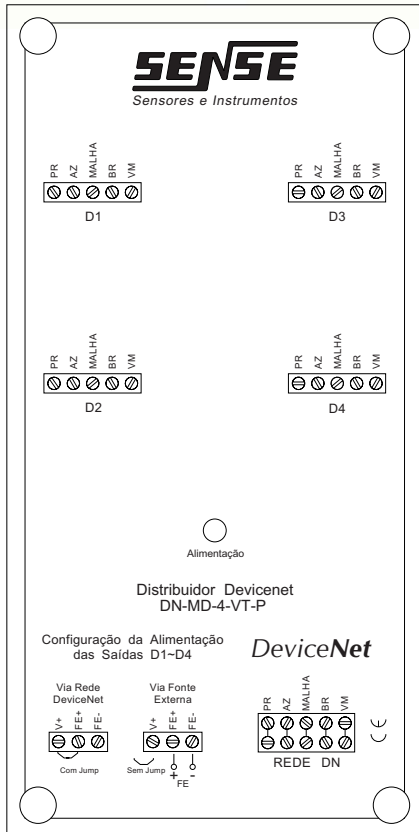 SENSE
Sensores e Instrumentos
PR AZ MALHA BR VM
D1
PR AZ MALHA BR VM
D3
PR AZ MALHA BR VM
D2
PR AZ MALHA BR VM
D4
Alimentação
Distribuidor Devicenet
DN-MD-4-VT-P
Configuração da Alimentação
das Saídas D1~D4
DeviceNet
Via Rede
DeviceNet
V+ FE+ FE-
Com Jump
Via Fonte
Externa
V+ FE+ FE-
Sem Jump
+ -
FE
PR AZ MALHA BR VM
REDE DN
CE